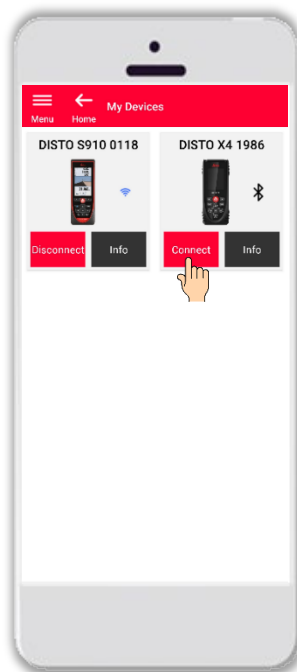 My Devices
Menu Home
DISTO S910 0118
DISTO X4 1986
Disconnect Info
Connect Info